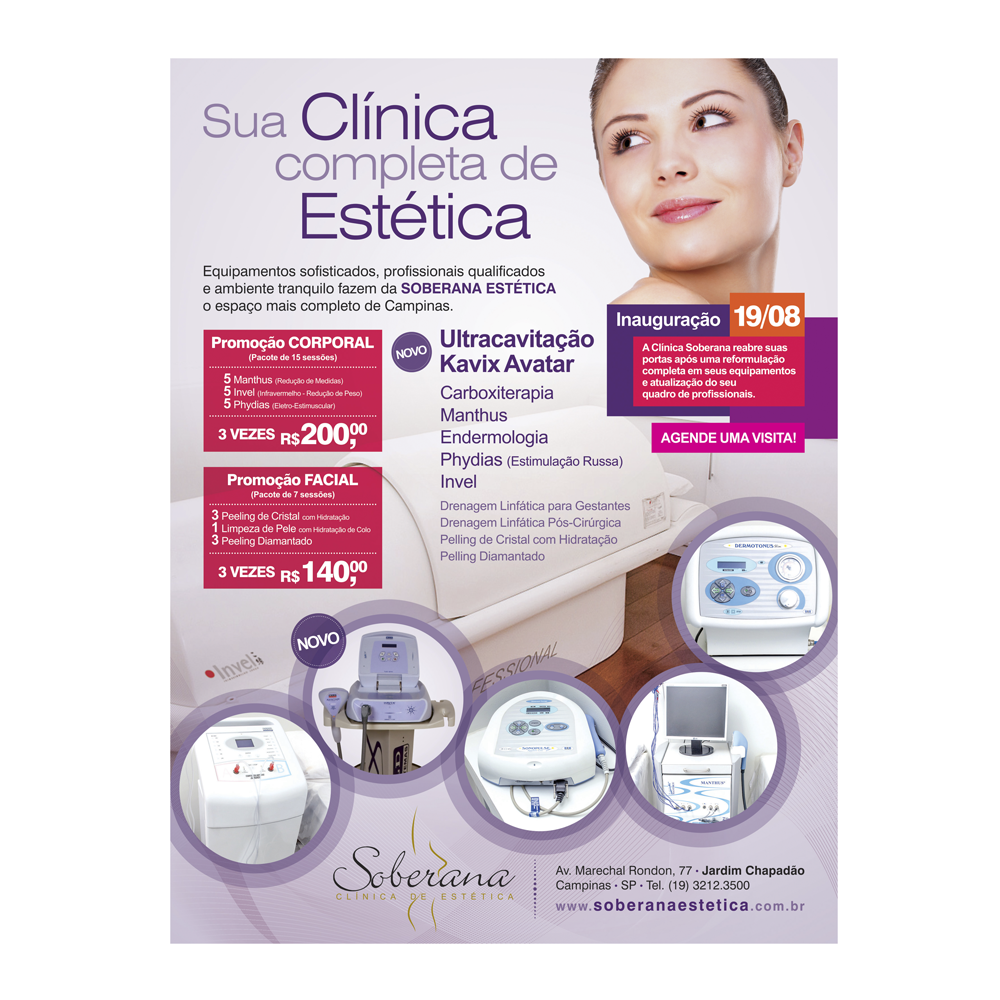 Sua Clínica
completa de
Estética
Equipamentos sofisticados, profissionais qualificados
e ambiente tranquilo fazem da SOBERANA ESTÉTICA
o espaço mais completo de Campinas.
Inauguração 19/08
A Clínica Soberana reabre suas
portas após uma reformulação
completa em seus equipamentos
e atualização do seu
quadro de profissionais.
AGENDE UMA VISITA!
Promoção CORPORAL
(Pacote de 15 sessões)
5 Manthus (Redução de Medidas)
5 Invel (Infravermelho - Redução de Peso)
5 Phydias (Eletro-Estimuscular)
3 VEZES R$200,00
Promoção FACIAL
(Pacote de 7 sessões)
3 Peeling de Cristal com Hidratação
1 Limpeza de Pele com Hidratação de Colo
3 Peeling Diamantado
3 VEZES R$140,00
NOVO
Ultracavitação
Kavix Avatar
Carboxiterapia
Manthus
Endermologia
Phydias (Estimulação Russa)
Invel
Drenagem Linfática para Gestantes
Drenagem Linfática Pós-Cirúrgica
Pelling de Cristal com Hidratação
Pelling Diamantado
DERMOTONUS
NOVO
Invel
FESSIONAL
SONOPULSE
MANTHUS
Soberana
CLÍNICA DE ESTÉTICA
Av. Marechal Rondon, 77 • Jardim Chapadão
Campinas • SP • Tel. (19) 3212.3500
www.soberanaestetica.com.br